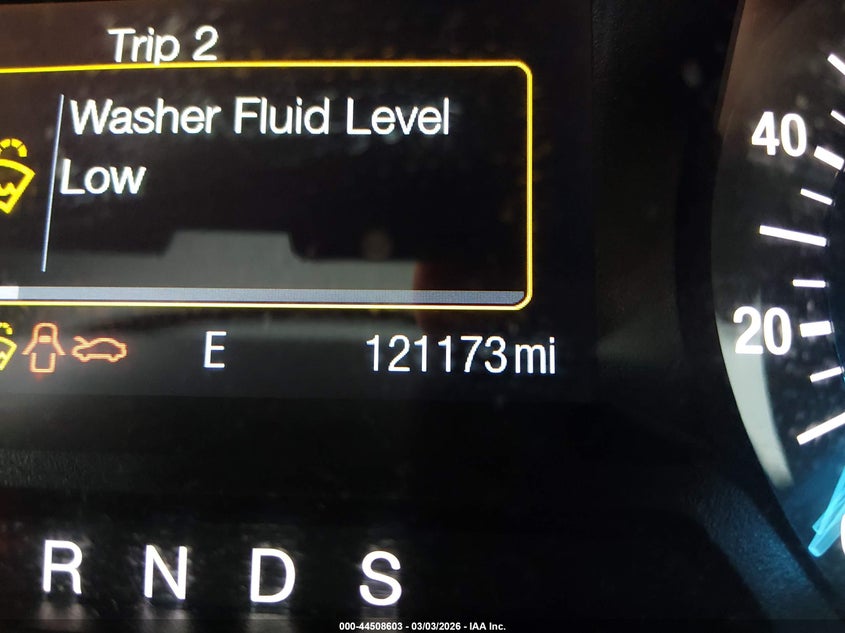 Trip 2
Washer Fluid Level
Low
40
20
E 121173mi
R N D S
000-44508603 - 03/03/2026 - IAA Inc.